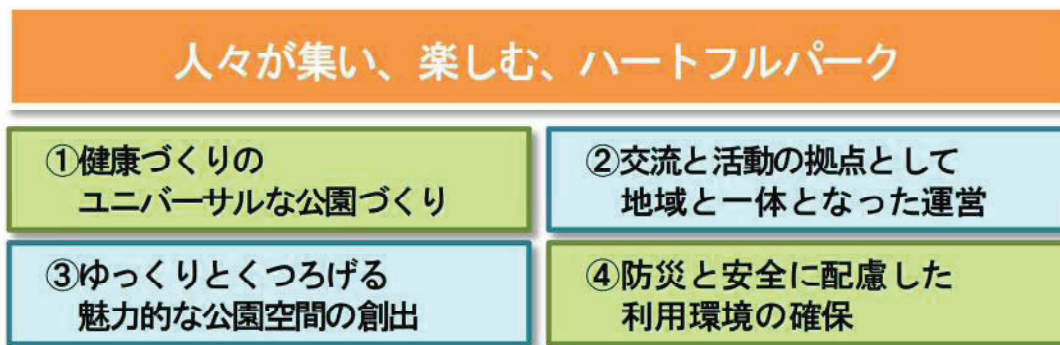 人々が集い、楽しむ、ハートフルパーク
①健康づくりの
ユニバーサルな公園づくり
②交流と活動の拠点として
地域と一体となった運営
③ゆっくりとくつろげる
魅力的な公園空間の創出
④防災と安全に配慮した
利用環境の確保